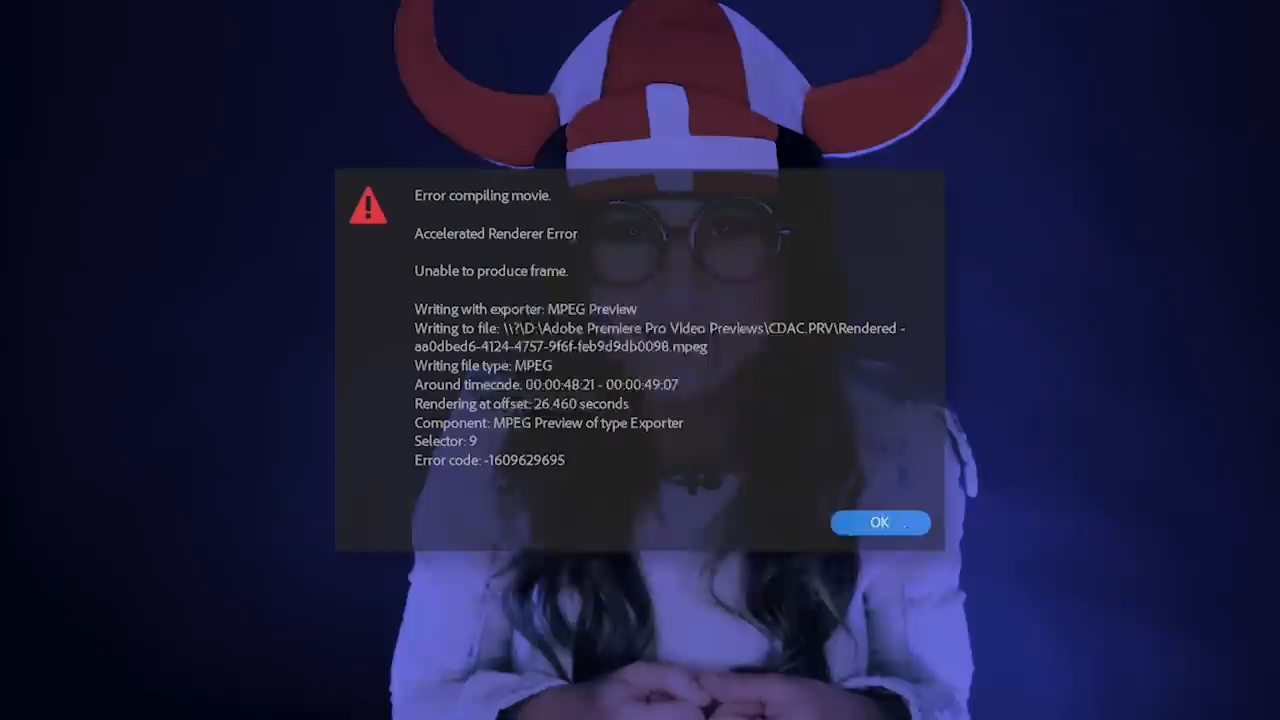 Error compiling movie.
Accelerated Renderer Error
Unable to produce frame.
Writing with exporter: MPEG Preview
Writing to file: \\?\D:\Adobe Premiere Pro Video Previews\CDAC.PRV\Rendered -
aa0dbed6-4124-4757-9f6f-feb9d9db0098.mpeg
Writing file type: MPEG
Around timecode: 00:00:48:21 - 00:00:49:07
Rendering at offset: 26.460 seconds
Component: MPEG Preview of type Exporter
Selector: 9
Error code: -1609629695
OK